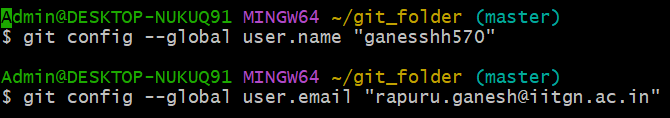 Admin@DESKTOP-NUKUQ91 MINGW64 ~/git_folder (master)
$ git config --global user.name "ganesshh570"
Admin@DESKTOP-NUKUQ91 MINGW64 ~/git_folder (master)
$ git config --global user.email "rapuru.ganesh@iitgn.ac.in"